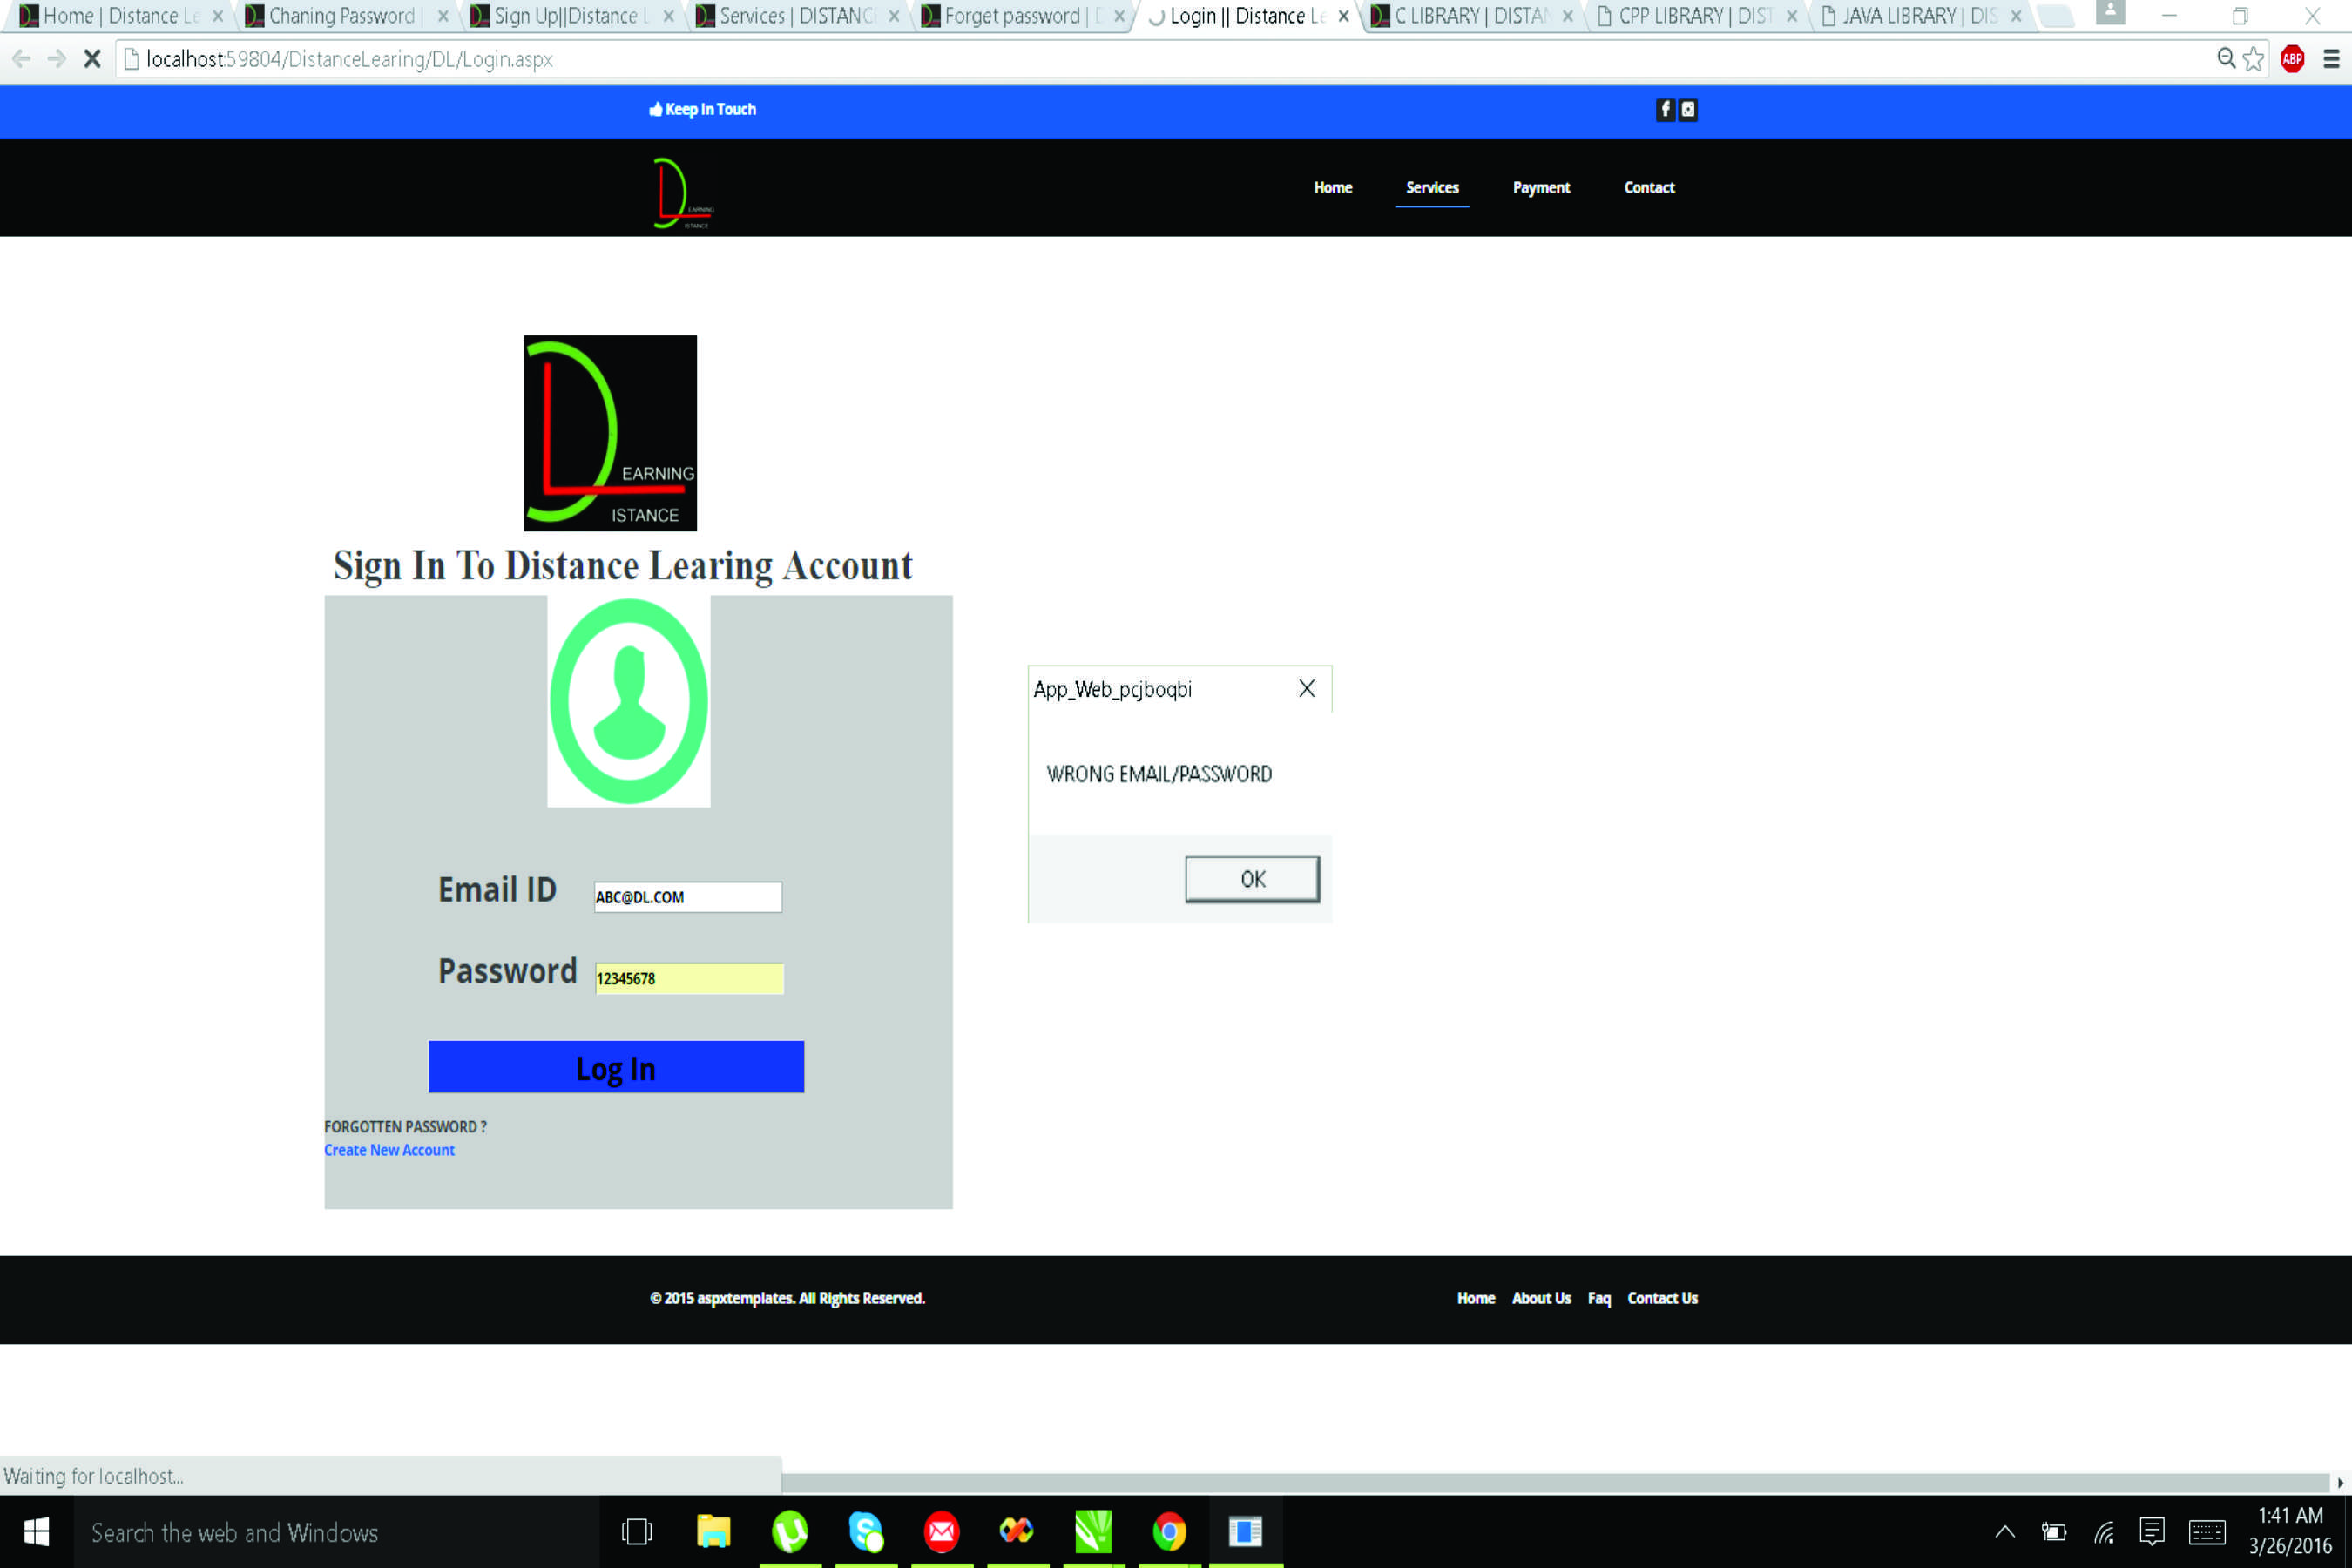 Home | Distance Le
Chaning Password |
Sign Up||Distance L
Services | DISTANC
Forget password | D
Login || Distance Le
C LIBRARY | DISTAN
CPP LIBRARY | DIST
JAVA LIBRARY | DIS
localhost:59804/DistanceLearing/DL/Login.aspx
ABP
Keep In Touch
EARNING
ISTANCE
Home Services Payment Contact
EARNING
ISTANCE
Sign In To Distance Learing Account
App_Web_pcjboqbi
WRONG EMAIL/PASSWORD
OK
Email ID ABC@DL.COM
Password 12345678
Log In
FORGOTTEN PASSWORD ?
Create New Account
© 2015 aspxtemplates. All Rights Reserved.
Home About Us Faq Contact Us
Waiting for localhost...
Search the web and Windows
1:41 AM
3/26/2016